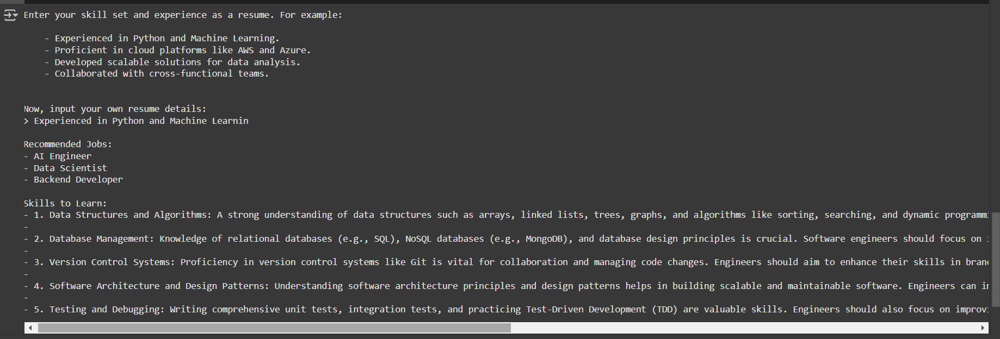 Enter your skill set and experience as a resume. For example:
- Experienced in Python and Machine Learning.
- Proficient in cloud platforms like AWS and Azure.
- Developed scalable solutions for data analysis.
- Collaborated with cross-functional teams.
Now, input your own resume details:
> Experienced in Python and Machine Learnin
Recommended Jobs:
- AI Engineer
- Data Scientist
- Backend Developer
Skills to Learn:
- 1. Data Structures and Algorithms: A strong understanding of data structures such as arrays, linked lists, trees, graphs, and algorithms like sorting, searching, and dynamic programm
-
- 2. Database Management: Knowledge of relational databases (e.g., SQL), NoSQL databases (e.g., MongoDB), and database design principles is crucial. Software engineers should focus on
-
- 3. Version Control Systems: Proficiency in version control systems like Git is vital for collaboration and managing code changes. Engineers should aim to enhance their skills in bran
-
- 4. Software Architecture and Design Patterns: Understanding software architecture principles and design patterns helps in building scalable and maintainable software. Engineers can i
-
- 5. Testing and Debugging: Writing comprehensive unit tests, integration tests, and practicing Test-Driven Development (TDD) are valuable skills. Engineers should also focus on improv